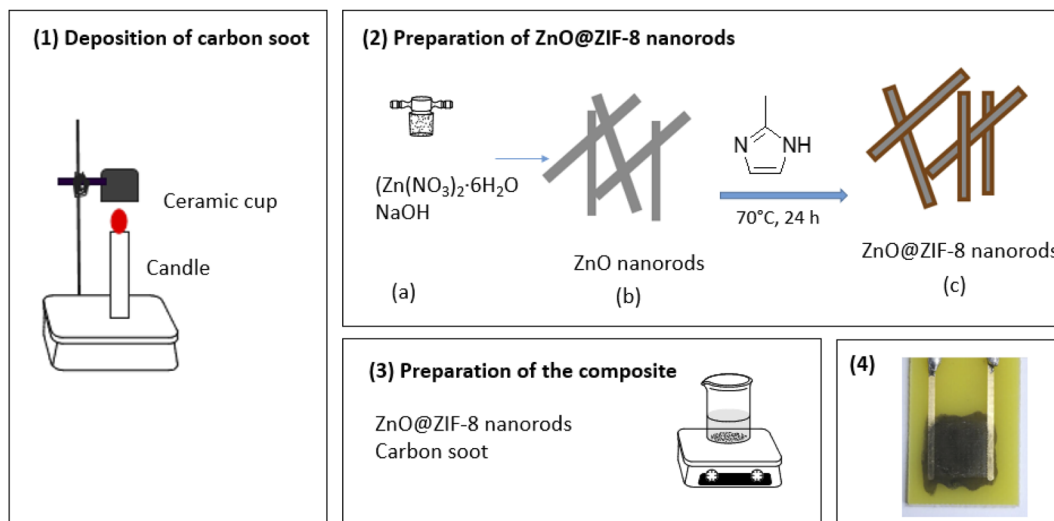 (1) Deposition of carbon soot
Ceramic cup
Candle
(2) Preparation of ZnO@ZIF-8 nanorods
(Zn(NO₃)₂·6H₂O
NaOH
(a)
ZnO nanorods
(b)
N
NH
70°C, 24 h
ZnO@ZIF-8 nanorods
(c)
(3) Preparation of the composite
ZnO@ZIF-8 nanorods
Carbon soot
(4)